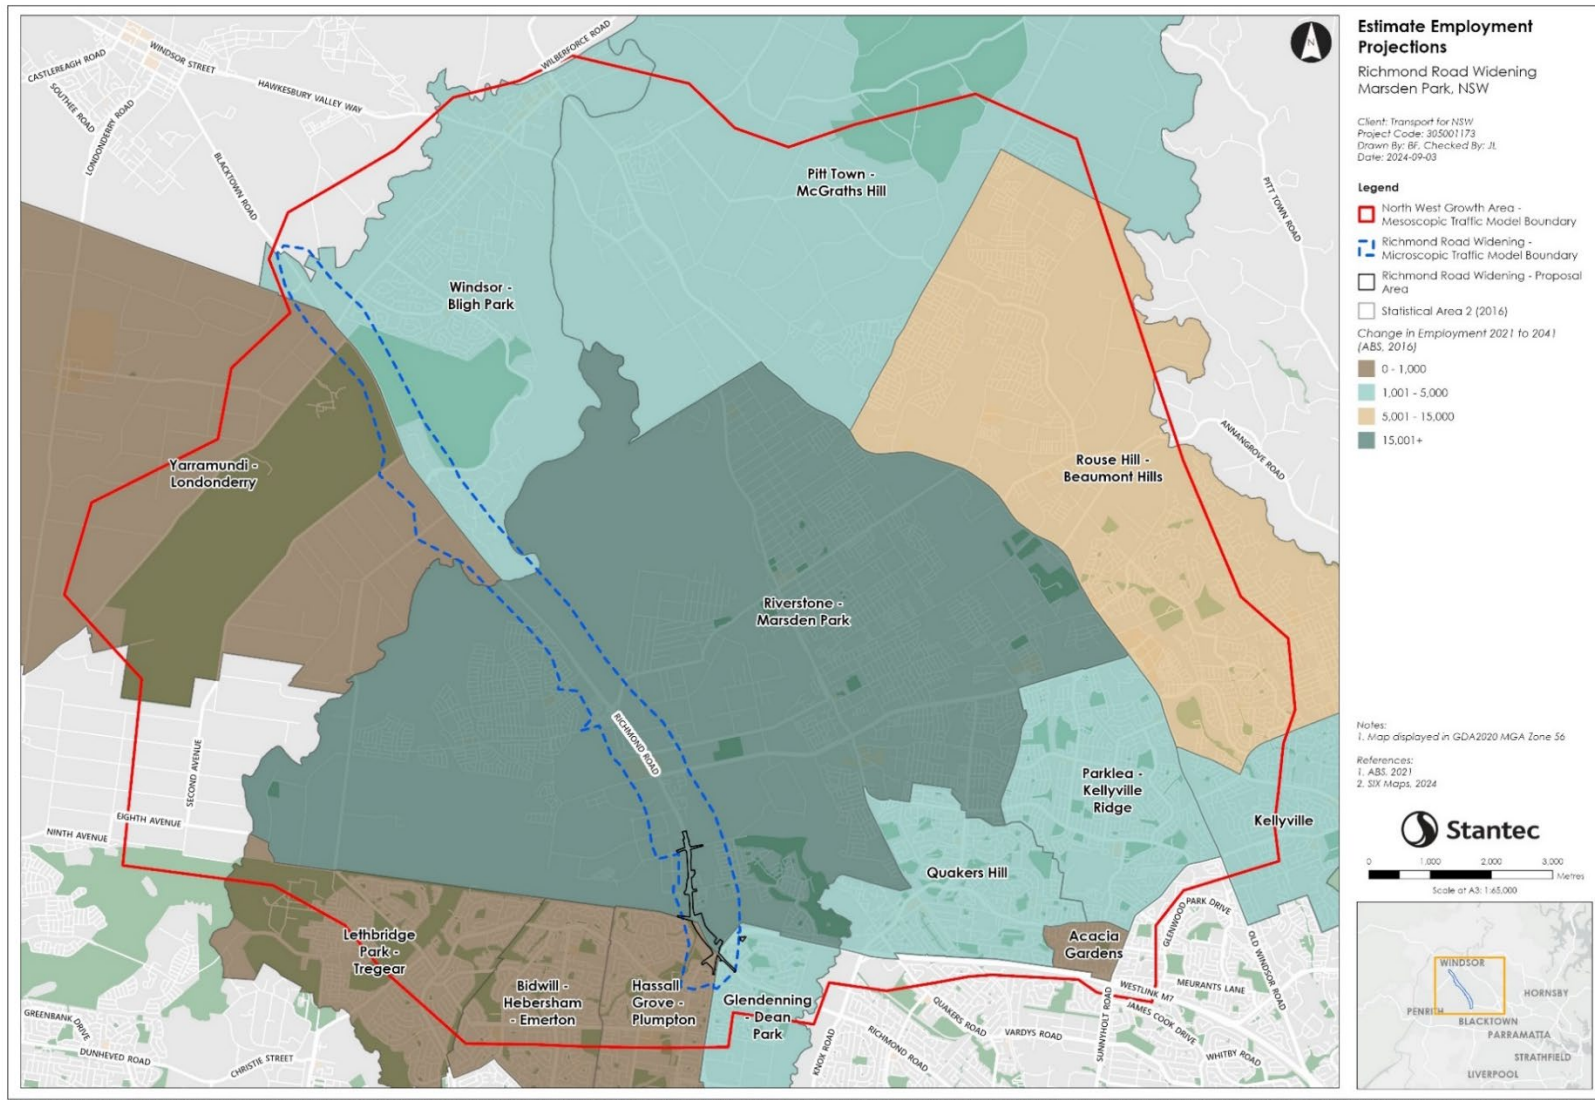 Estimate Employment
Projections
Richmond Road Widening
Marsden Park, NSW
Client: Transport for NSW
Project Code: 305001173
Drawn By: BF, Checked By: JL
Date: 2024-09-03
Legend
North West Growth Area -
Mesoscopic Traffic Model Boundary
Richmond Road Widening -
Microscopic Traffic Model Boundary
Richmond Road Widening - Proposal
Area
Statistical Area 2 (2016)
Change in Employment 2021 to 2041
(ABS, 2016)
0 - 1,000
1,001 - 5,000
5,001 - 15,000
15,001+
Notes:
1. Map displayed in GDA2020 MGA Zone 56
References:
1. ABS, 2021
2. SIX Maps, 2024
Stantec
0 1,000 2,000 3,000
Metres
Scale at A3: 1:65,000
WINDSOR
HORNSBY
PENRITH
BLACKTOWN
PARRAMATTA
STRATHFIELD
LIVERPOOL
N
CASTLEREAGH ROAD
WINDSOR STREET
SOUTHEE ROAD
LONDONDERRY ROAD
HAWKESBURY VALLEY WAY
BLACKTOWN ROAD
WILBERFORCE ROAD
PITT TOWN ROAD
Pitt Town -
McGraths Hill
Windsor -
Bligh Park
ANNANGROVE ROAD
Yarramundi -
Londonderry
Rouse Hill -
Beaumont Hills
Riverstone -
Marsden Park
RICHMOND ROAD
SECOND AVENUE
EIGHTH AVENUE
NINTH AVENUE
Parklea -
Kellyville
Ridge
Kellyville
Quakers Hill
Acacia
Gardens
GLENWOOD PARK DRIVE
OLD WINDSOR ROAD
Lethbridge
Park -
Tregear
Bidwill -
Hebersham
- Emerton
Hassall
Grove -
Plumpton
Glendenning
- Dean
Park
WESTLINK M7
MEURANTS LANE
JAMES COOK DRIVE
SUNNYHOLT ROAD
WHITBY ROAD
VARDYS ROAD
QUAKERS ROAD
RICHMOND ROAD
KNOX ROAD
GREENBANK DRIVE
DUNHEVED ROAD
CHRISTIE STREET